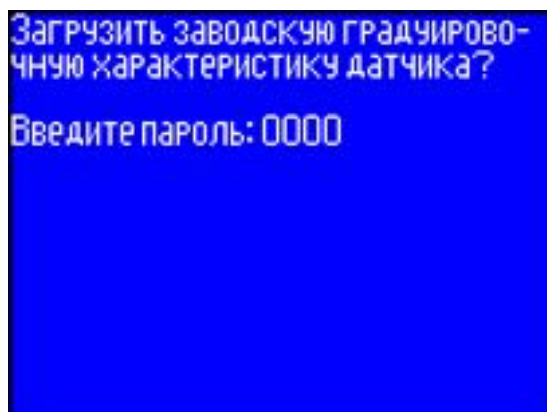 Загрузить заводскую градуирово-
чную характеристику датчика?
Введите пароль: 0000